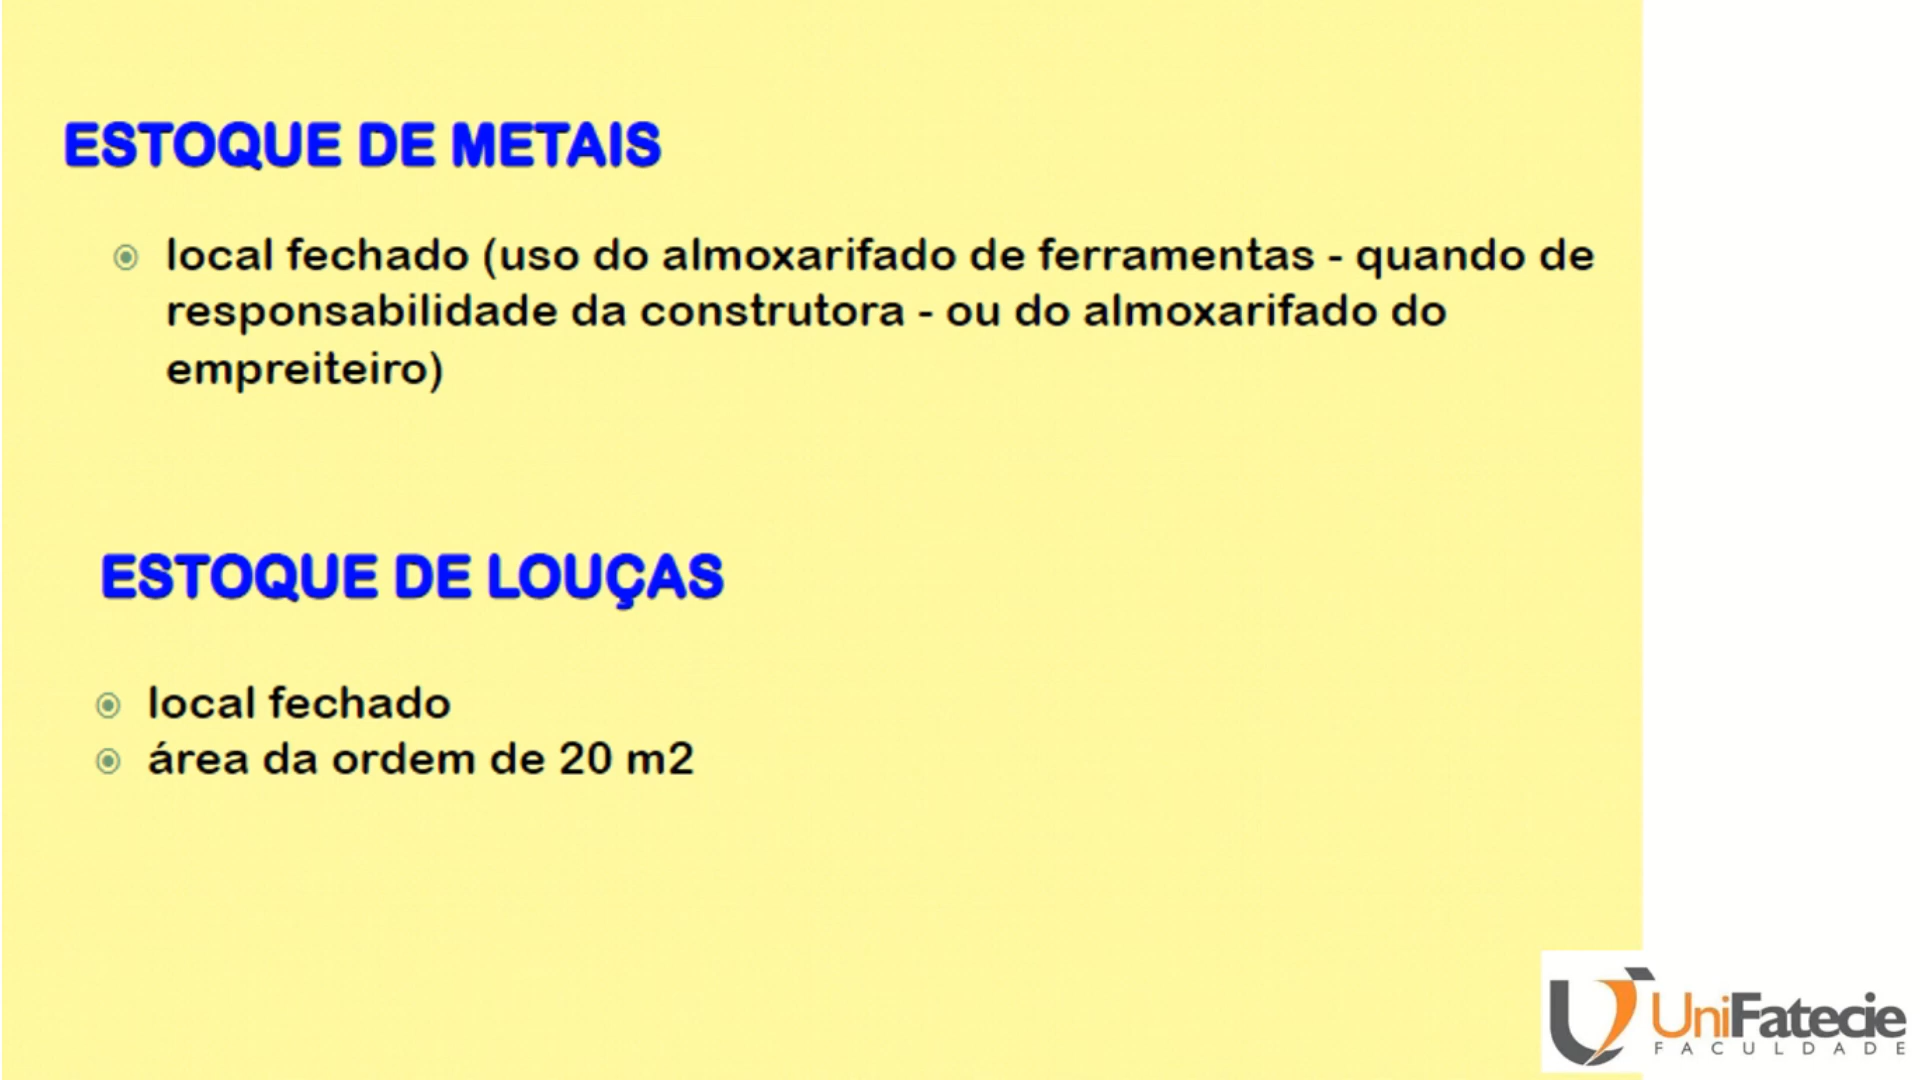 ESTOQUE DE METAIS
local fechado (uso do almoxarifado de ferramentas - quando de
responsabilidade da construtora - ou do almoxarifado do
empreiteiro)
ESTOQUE DE LOUÇAS
local fechado
área da ordem de 20 m2
UniFatecie
FACULDADE